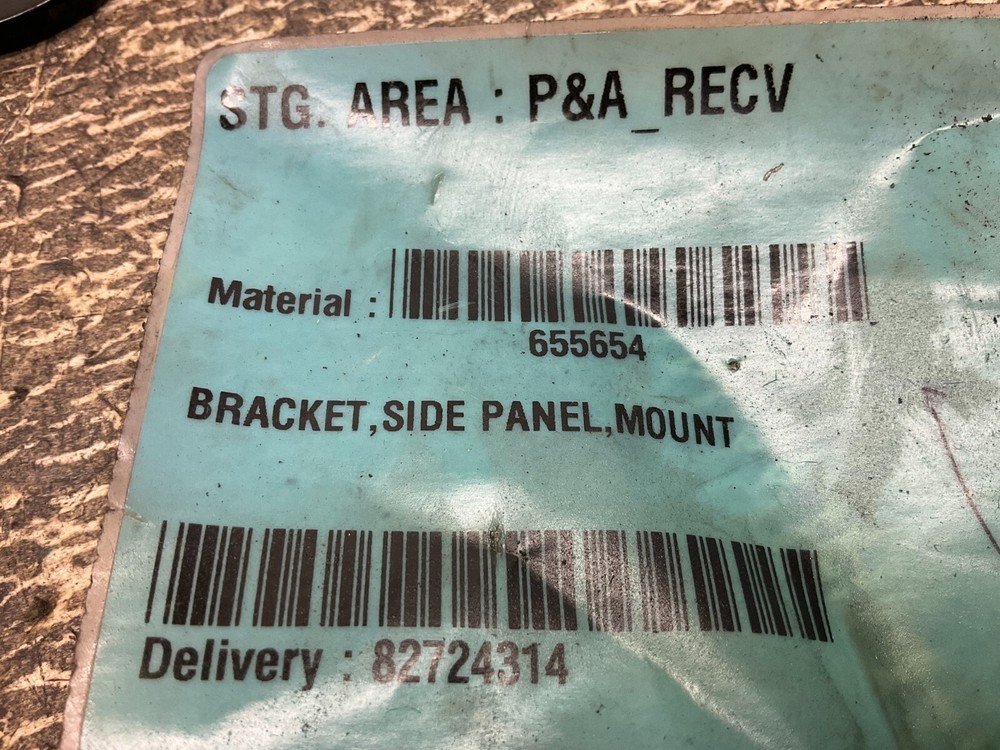 STG. AREA : P&A_RECV
Material :
655654
BRACKET,SIDE PANEL,MOUNT
Delivery : 82724314